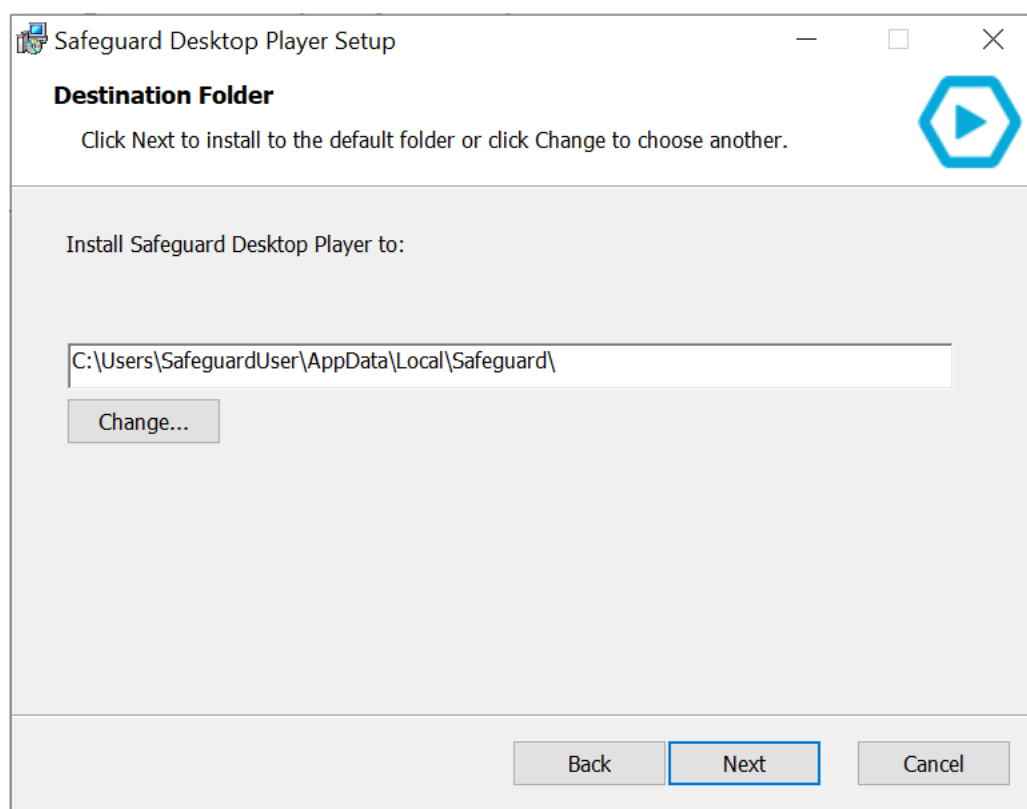 Safeguard Desktop Player Setup
Destination Folder
Click Next to install to the default folder or click Change to choose another.
Install Safeguard Desktop Player to:
C:\Users\SafeguardUser\AppData\Local\Safeguard\
Change...
Back Next Cancel